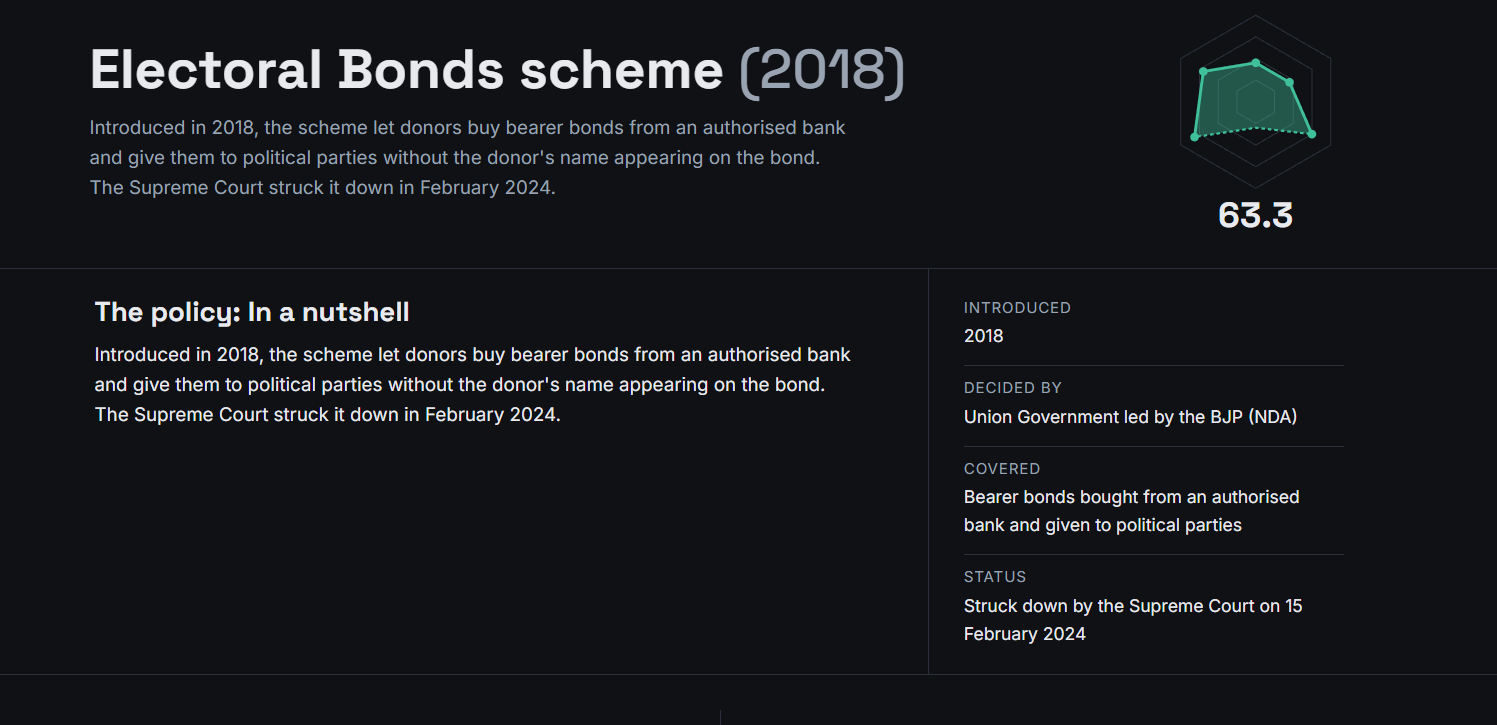 Electoral Bonds scheme (2018)
Introduced in 2018, the scheme let donors buy bearer bonds from an authorised bank
and give them to political parties without the donor's name appearing on the bond.
The Supreme Court struck it down in February 2024.
63.3
The policy: In a nutshell
Introduced in 2018, the scheme let donors buy bearer bonds from an authorised bank
and give them to political parties without the donor's name appearing on the bond.
The Supreme Court struck it down in February 2024.
INTRODUCED
2018
DECIDED BY
Union Government led by the BJP (NDA)
COVERED
Bearer bonds bought from an authorised
bank and given to political parties
STATUS
Struck down by the Supreme Court on 15
February 2024